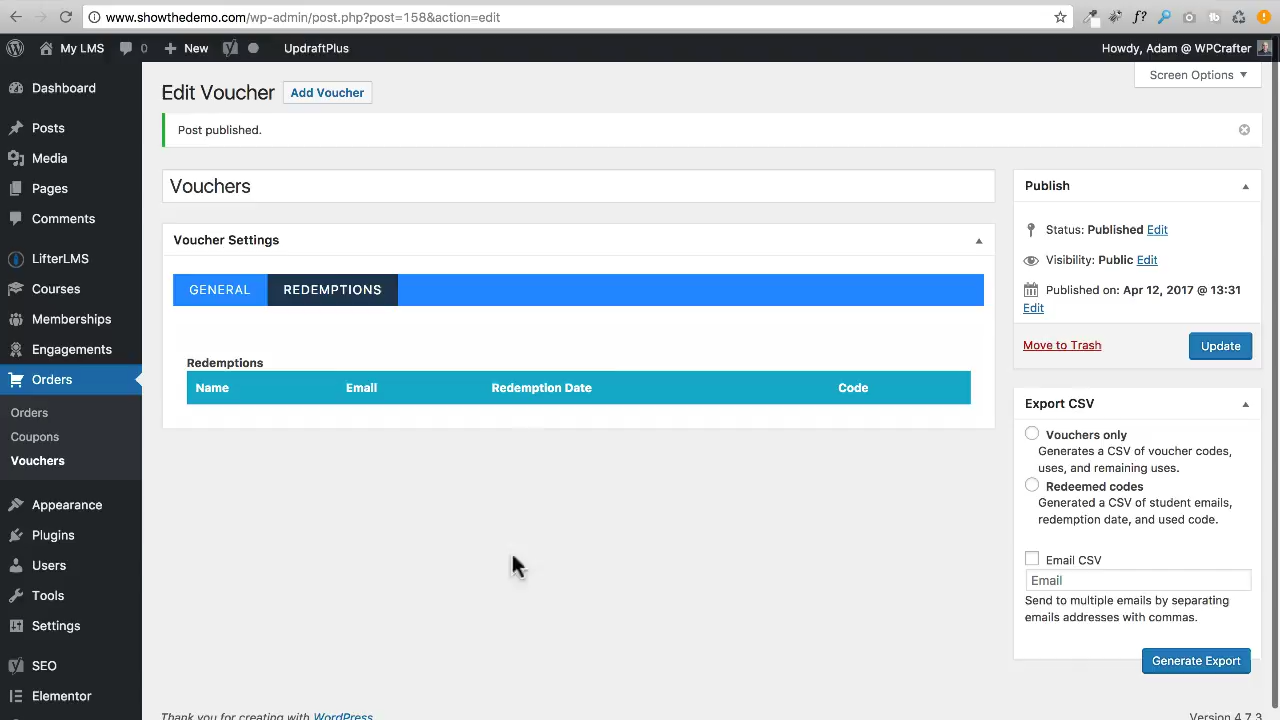 www.showthedemo.com/wp-admin/post.php?post=158&action=edit
My LMS 0 New UpdraftPlus Howdy, Adam @ WPCrafter
Screen Options
Dashboard
Posts
Media
Pages
Comments
LifterLMS
Courses
Memberships
Engagements
Orders
Orders
Coupons
Vouchers
Appearance
Plugins
Users
Tools
Settings
SEO
Elementor
Edit Voucher Add Voucher
Post published.
Vouchers
Voucher Settings
GENERAL REDEMPTIONS
Redemptions
Name Email Redemption Date Code
Publish
Status: Published Edit
Visibility: Public Edit
Published on: Apr 12, 2017 @ 13:31
Edit
Move to Trash Update
Export CSV
Vouchers only
Generates a CSV of voucher codes,
uses, and remaining uses.
Redeemed codes
Generated a CSV of student emails,
redemption date, and used code.
Email CSV
Email
Send to multiple emails by separating
emails addresses with commas.
Generate Export
Thank you for creating with WordPress
Version 4.7.3